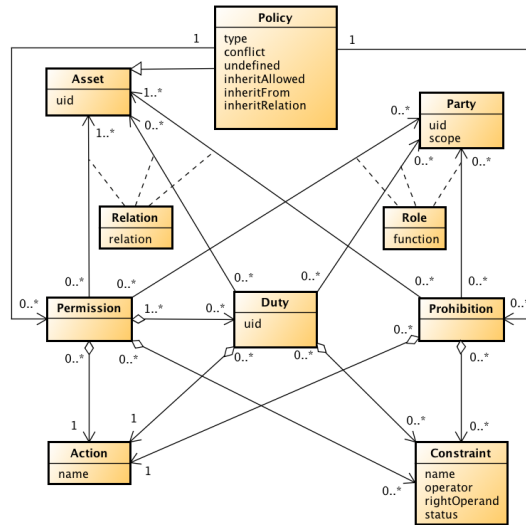 Policy
type
conflict
undefined
inheritAllowed
inheritFrom
inheritRelation
1
1
Asset
uid
1..*
Party
uid
scope
0..*
1..*
0..*
0..*
0..*
Relation
relation
Role
function
0..*
0..*
0..*
0..*
0..*
0..*
0..*
Permission
1..*
0..*
Duty
uid
Prohibition
0..*
0..*
0..*
0..*
0..*
0..*
0..*
1
1
1
0..*
0..*
0..*
Action
name
Constraint
name
operator
rightOperand
status